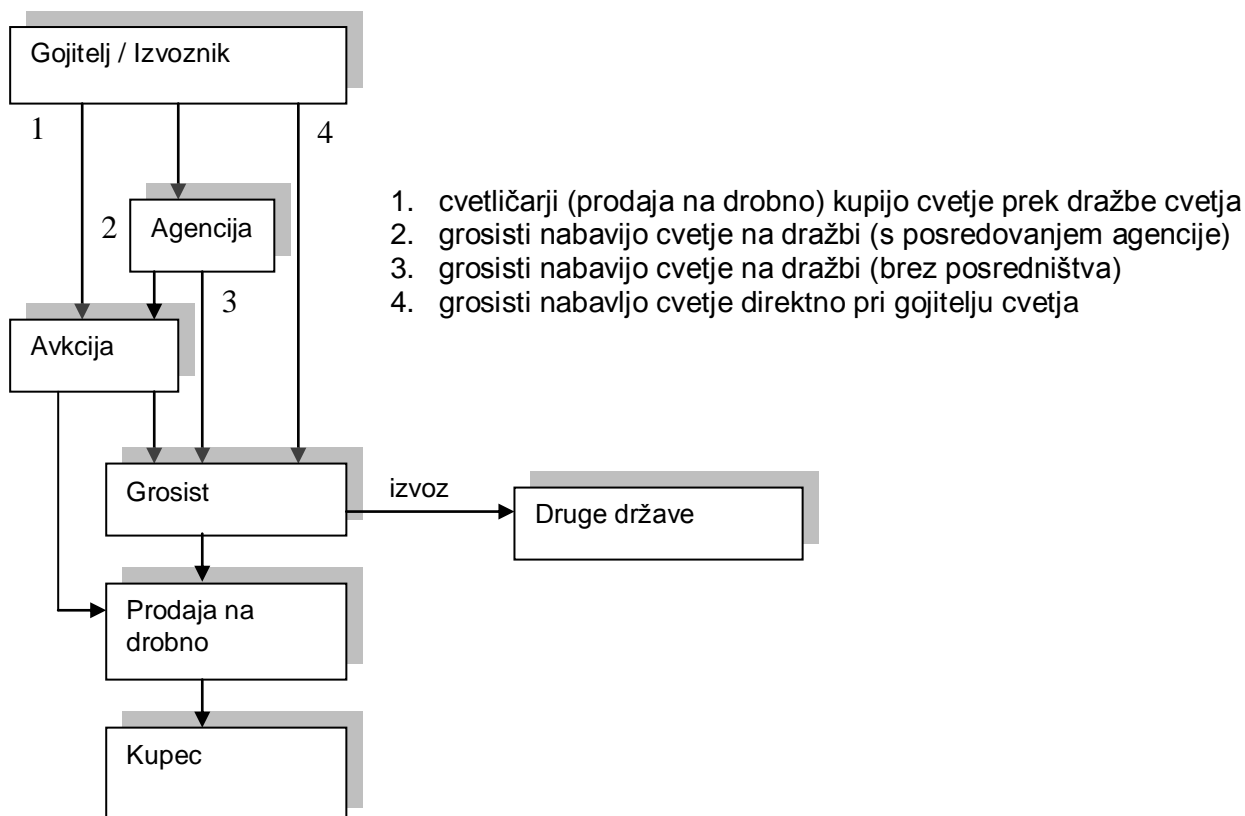 Gojitelj / Izvoznik
1
4
2
Agencija
3
Avkcija
1. cvetličarji (prodaja na drobno) kupijo cvetje prek dražbe cvetja
2. grosisti nabavijo cvetje na dražbi (s posredovanjem agencije)
3. grosisti nabavijo cvetje na dražbi (brez posredništva)
4. grosisti nabavljo cvetje direktno pri gojitelju cvetja
Grosist
izvoz
Druge države
Prodaja na
drobno
Kupec